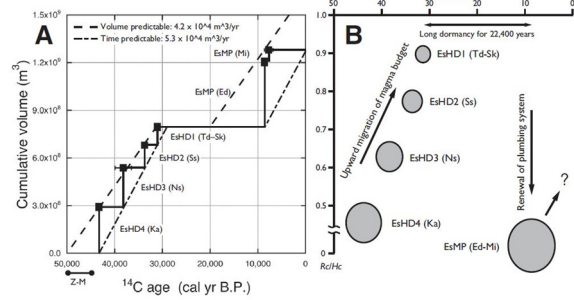 A
Volume predictable: 4.2 x 10^4 m^3/yr
Time predictable: 5.3 x 10^4 m^3/yr
EsMP (Mi)
EsMP (Ed)
EsHD1 (Td–Sk)
EsHD2 (Ss)
EsHD3 (Ns)
EsHD4 (Ka)
Cumulative volume (m³)
1.5x10⁹
1.2x10⁹
9.0x10⁸
6.0x10⁸
3.0x10⁸
0
50,000
40,000
30,000
20,000
10,000
0
Z-M
¹⁴C age (cal yr B.P.)
B
50
40
30
20
10
0
Long dormancy for 22,400 years
1.0
0.9
0.8
0.7
0.6
0.5
0
Rc/Hc
EsHD1 (Td-Sk)
EsHD2 (Ss)
EsHD3 (Ns)
EsHD4 (Ka)
EsMP (Ed-Mi)
Upward migration of magma budget
Renewal of plumbing system
?